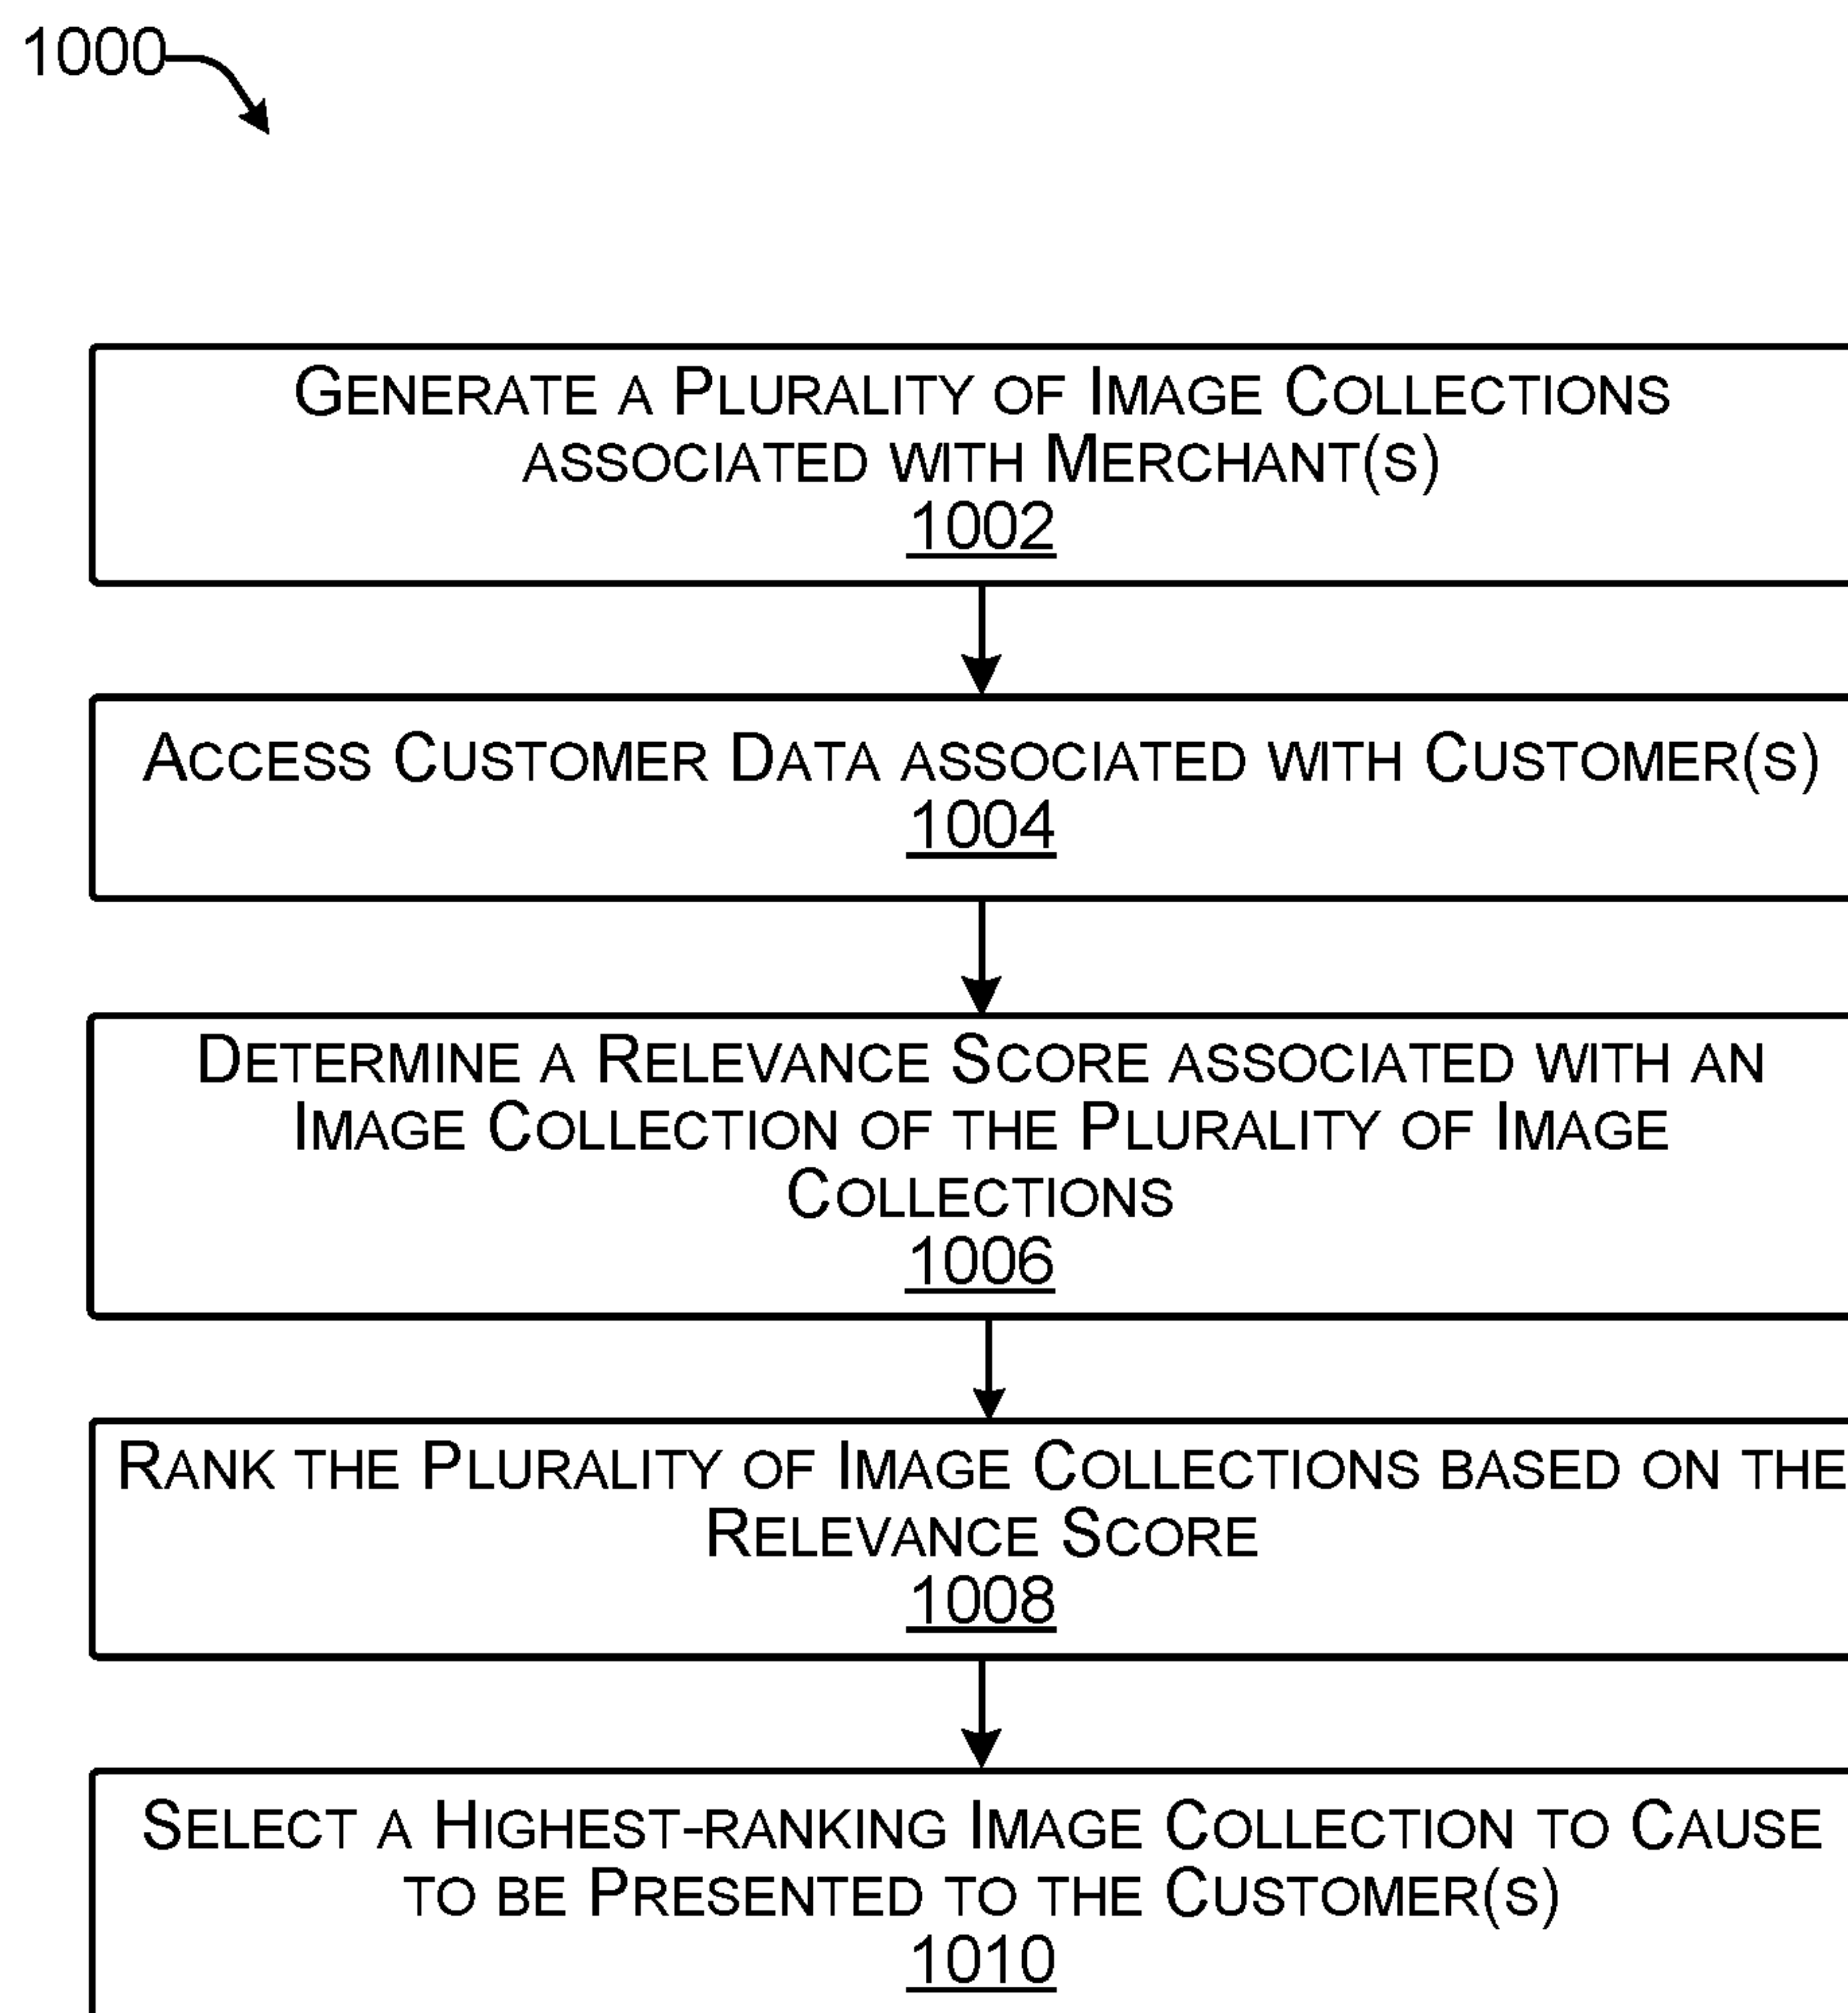 1000
Generate a Plurality of Image Collections
associated with Merchant(s)
1002
Access Customer Data associated with Customer(s)
1004
Determine a Relevance Score associated with an
Image Collection of the Plurality of Image
Collections
1006
Rank the Plurality of Image Collections based on the
Relevance Score
1008
Select a Highest-ranking Image Collection to Cause
to be Presented to the Customer(s)
1010